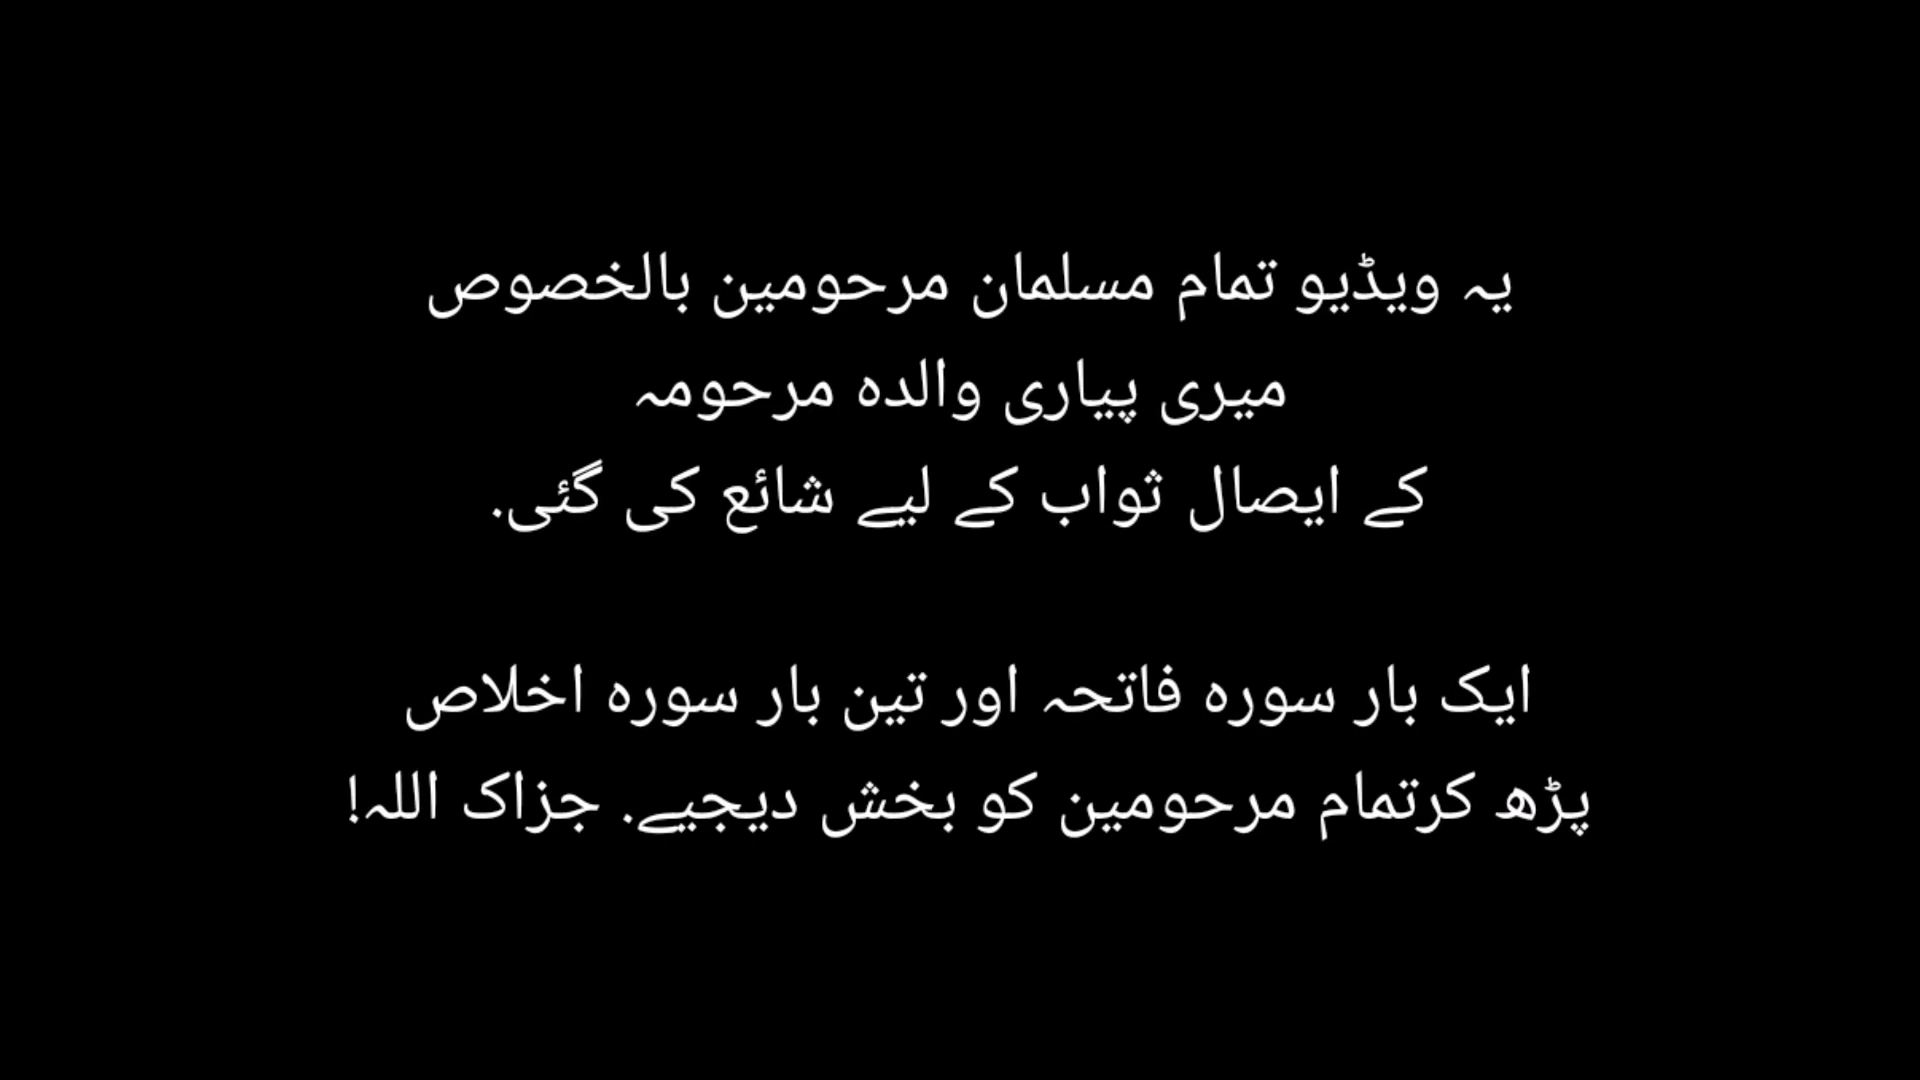 یہ ویڈیو تمام مسلمان مرحومین بالخصوص
میری پیاری والدہ مرحومہ
کے ایصال ثواب کے لیے شائع کی گئی.
ایک بار سورہ فاتحہ اور تین بار سورہ اخلاص
پڑھ کرتمام مرحومین کو بخش دیجیے. جزاک اللہ!